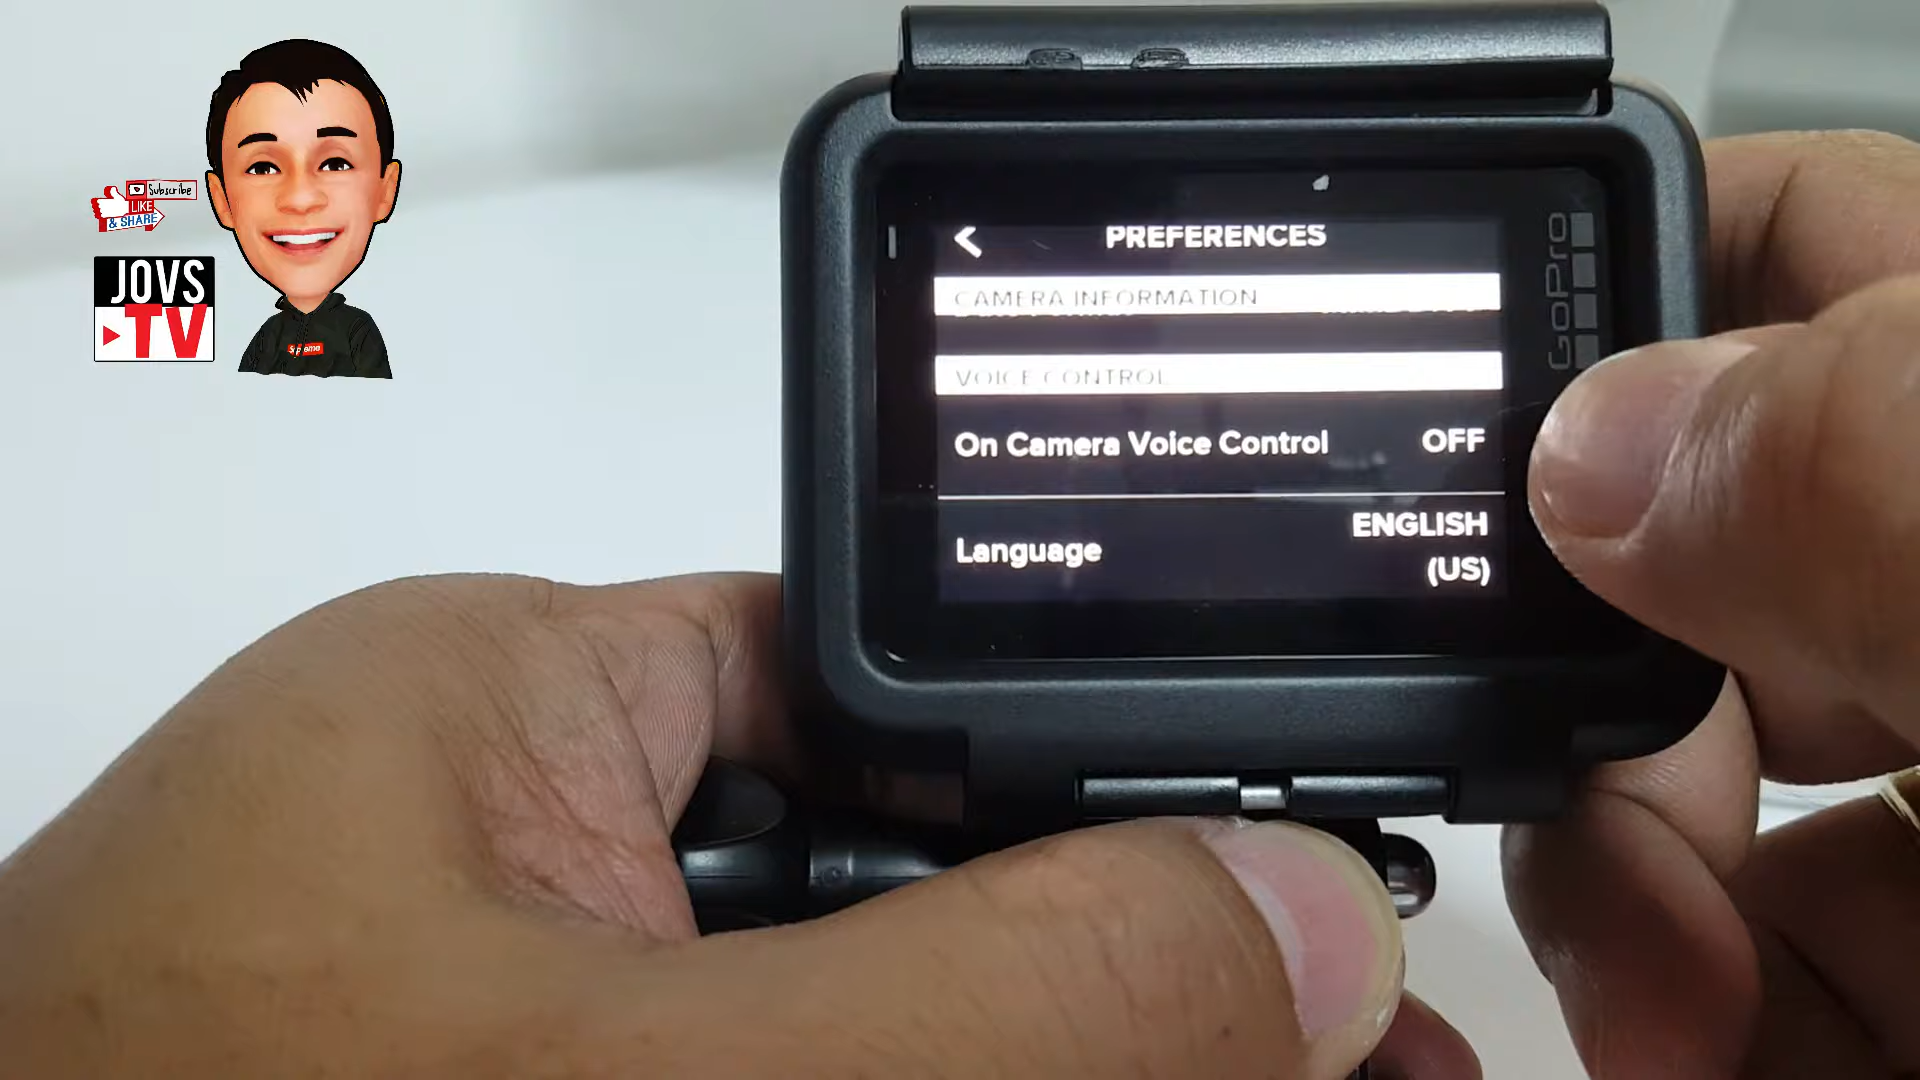 Subscribe
LIKE
& SHARE
JOVS
TV
Supreme
PREFERENCES
CAMERA INFORMATION
VOICE CONTROL
On Camera Voice Control OFF
Language ENGLISH
(US)
GoPro